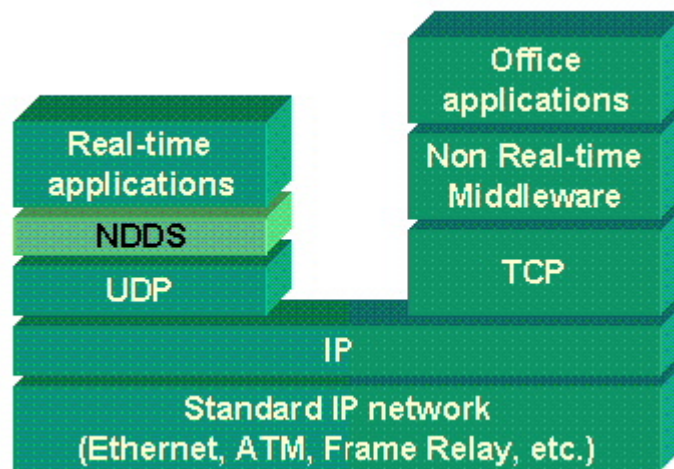 Real-time
applications
NDDS
UDP
Office
applications
Non Real-time
Middleware
TCP
IP
Standard IP network
(Ethernet, ATM, Frame Relay, etc.)